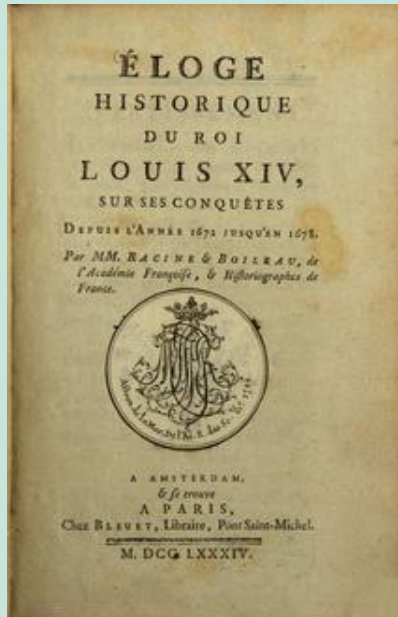 ÉLOGE
HISTORIQUE
DU ROI
LOUIS XIV,
SUR SES CONQUÊTES
DEPUIS L'ANNÉE 1672 JUSQU'EN 1678.
Par MM. RACINE & BOILEAU, de
l'Académie Françoise, & Historiographes de
France.
A AMSTERDAM,
& se trouve
A PARIS,
Chez BLEUET, Libraire, Pont Saint-Michel.
M. DCC. LXXXIV.